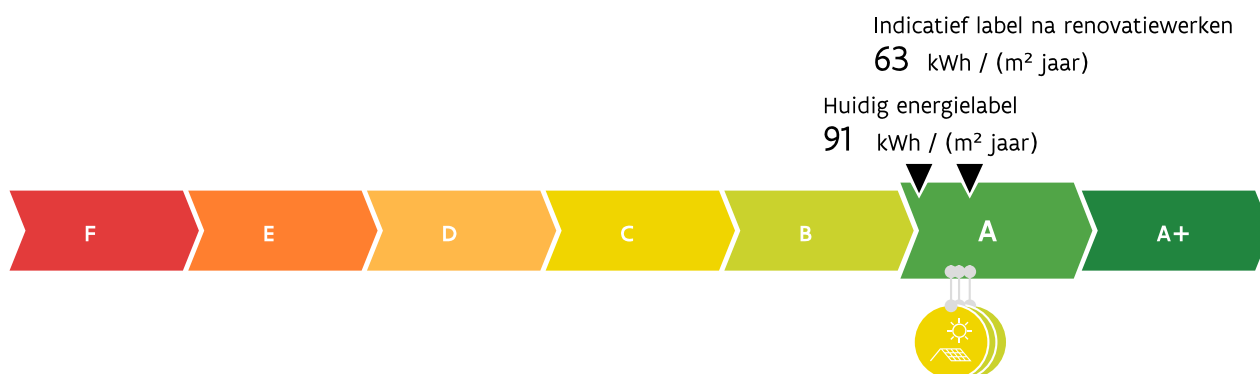 Indicatief label na renovatiewerken
63 kWh / (m² jaar)
Huidig energielabel
91 kWh / (m² jaar)
F E D C B A A+